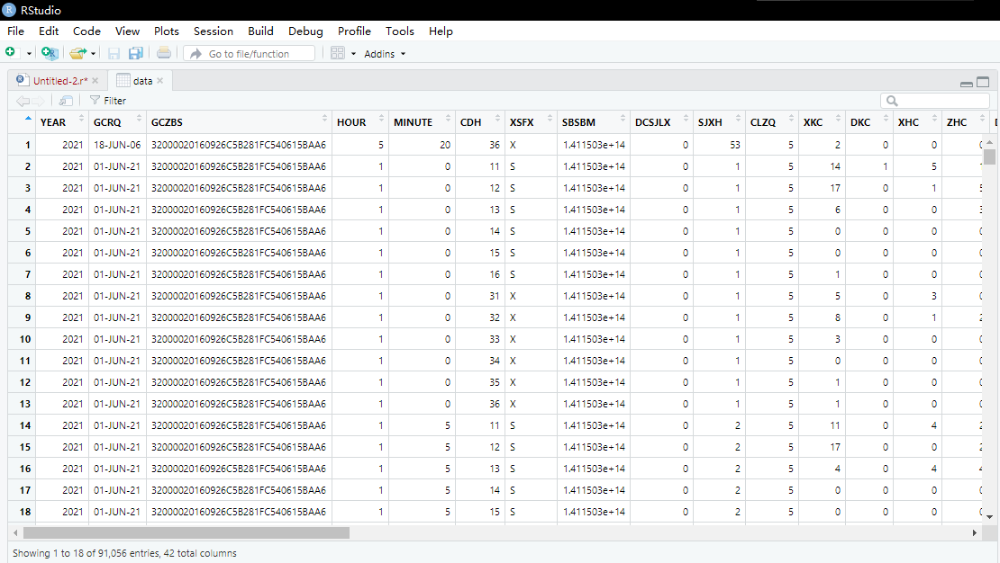 RStudio
File Edit Code View Plots Session Build Debug Profile Tools Help
Go to file/function Addins
Untitled-2.r* data
Filter
YEAR GCRQ GCZBS HOUR MINUTE CDH XSFX SBSBM DCSJLX SJXH CLZQ XKC DKC XHC ZHC
1 2021 18-JUN-06 32000020160926C5B281FC540615BAA6 5 20 36 X 1.411503e+14 0 53 5 2 0 0
2 2021 01-JUN-21 32000020160926C5B281FC540615BAA6 1 0 11 S 1.411503e+14 0 1 5 14 1 5
3 2021 01-JUN-21 32000020160926C5B281FC540615BAA6 1 0 12 S 1.411503e+14 0 1 5 17 0 1
4 2021 01-JUN-21 32000020160926C5B281FC540615BAA6 1 0 13 S 1.411503e+14 0 1 5 6 0 0
5 2021 01-JUN-21 32000020160926C5B281FC540615BAA6 1 0 14 S 1.411503e+14 0 1 5 0 0 0
6 2021 01-JUN-21 32000020160926C5B281FC540615BAA6 1 0 15 S 1.411503e+14 0 1 5 0 0 0
7 2021 01-JUN-21 32000020160926C5B281FC540615BAA6 1 0 16 S 1.411503e+14 0 1 5 1 0 0
8 2021 01-JUN-21 32000020160926C5B281FC540615BAA6 1 0 31 X 1.411503e+14 0 1 5 5 0 3
9 2021 01-JUN-21 32000020160926C5B281FC540615BAA6 1 0 32 X 1.411503e+14 0 1 5 8 0 1
10 2021 01-JUN-21 32000020160926C5B281FC540615BAA6 1 0 33 X 1.411503e+14 0 1 5 3 0 0
11 2021 01-JUN-21 32000020160926C5B281FC540615BAA6 1 0 34 X 1.411503e+14 0 1 5 0 0 0
12 2021 01-JUN-21 32000020160926C5B281FC540615BAA6 1 0 35 X 1.411503e+14 0 1 5 1 0 0
13 2021 01-JUN-21 32000020160926C5B281FC540615BAA6 1 0 36 X 1.411503e+14 0 1 5 1 0 0
14 2021 01-JUN-21 32000020160926C5B281FC540615BAA6 1 5 11 S 1.411503e+14 0 2 5 11 0 4
15 2021 01-JUN-21 32000020160926C5B281FC540615BAA6 1 5 12 S 1.411503e+14 0 2 5 17 0 0
16 2021 01-JUN-21 32000020160926C5B281FC540615BAA6 1 5 13 S 1.411503e+14 0 2 5 4 0 4
17 2021 01-JUN-21 32000020160926C5B281FC540615BAA6 1 5 14 S 1.411503e+14 0 2 5 0 0 0
18 2021 01-JUN-21 32000020160926C5B281FC540615BAA6 1 5 15 S 1.411503e+14 0 2 5 0 0 0
Showing 1 to 18 of 91,056 entries, 42 total columns